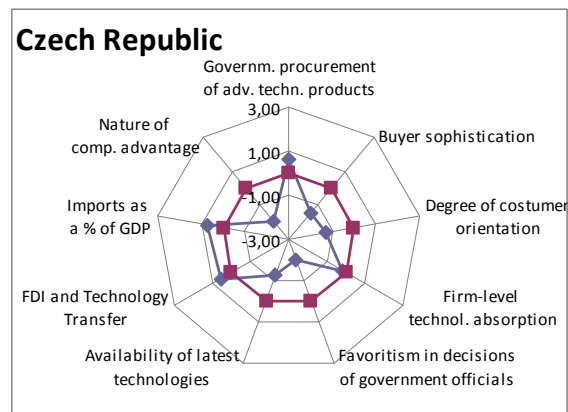 Czech Republic
Governm. procurement
of adv. techn. products
3,00
1,00
-1,00
-3,00
Buyer sophistication
Degree of costumer
orientation
Firm-level
technol. absorption
Favoritism in decisions
of government officials
Availability of latest
technologies
FDI and Technology
Transfer
Imports as
a % of GDP
Nature of
comp. advantage